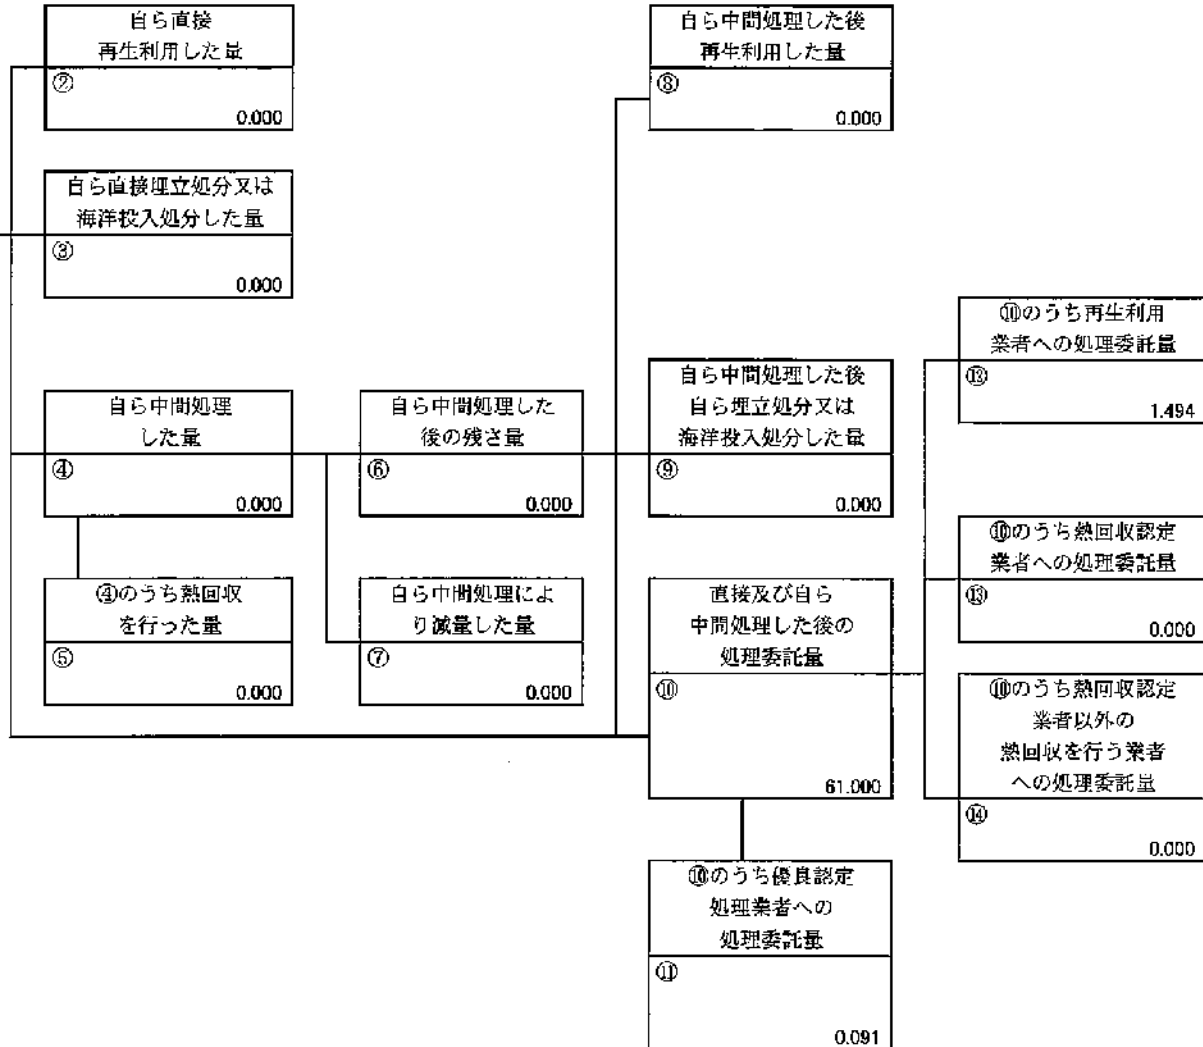 自ら直接
再生利用した量
②
0.000
自ら中間処理した後
再生利用した量
⑧
0.000
自ら直接埋立処分又は
海洋投入処分した量
③
0.000
⑩のうち再生利用
業者への処理委託量
⑫
1.494
自ら中間処理
した量
④
0.000
自ら中間処理した
後の残さ量
⑥
0.000
自ら中間処理した後
自ら埋立処分又は
海洋投入処分した量
⑨
0.000
⑩のうち熱回収認定
業者への処理委託量
⑬
0.000
④のうち熱回収
を行った量
⑤
0.000
自ら中間処理によ
り減量した量
⑦
0.000
直接及び自ら
中間処理した後の
処理委託量
⑩
61.000
⑩のうち熱回収認定
業者以外の
熱回収を行う業者
への処理委託量
⑭
0.000
⑩のうち優良認定
処理業者への
処理委託量
⑪
0.091